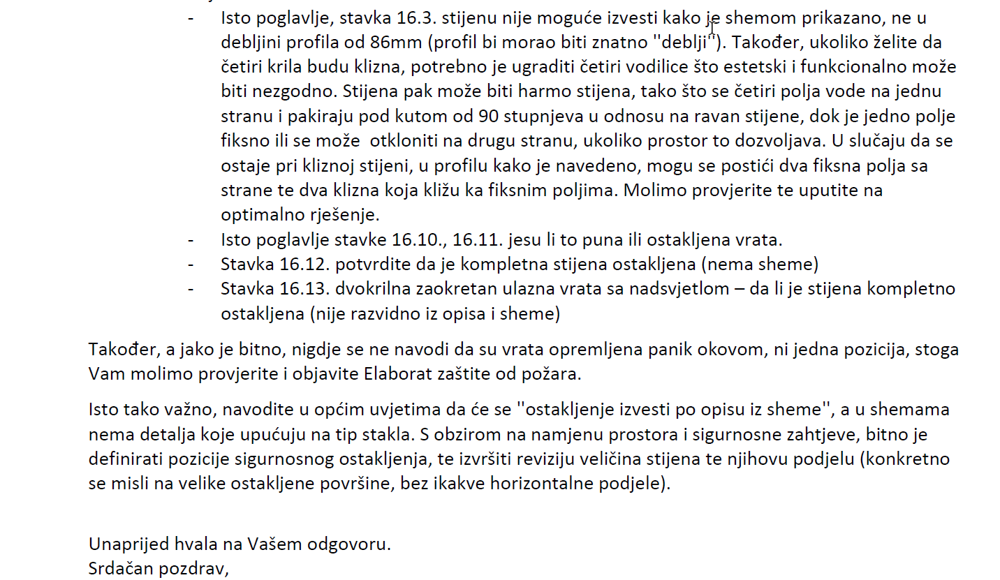 - Isto poglavlje, stavka 16.3. stijenu nije moguće izvesti kako je shemom prikazano, ne u
debljini profila od 86mm (profil bi morao biti znatno ''deblji''). Također, ukoliko želite da
četiri krila budu klizna, potrebno je ugraditi četiri vodilice što estetski i funkcionalno može
biti nezgodno. Stijena pak može biti harmo stijena, tako što se četiri polja vode na jednu
stranu i pakiraju pod kutom od 90 stupnjeva u odnosu na ravan stijene, dok je jedno polje
fiksno ili se može  otkloniti na drugu stranu, ukoliko prostor to dozvoljava. U slučaju da se
ostaje pri kliznoj stijeni, u profilu kako je navedeno, mogu se postići dva fiksna polja sa
strane te dva klizna koja kližu ka fiksnim poljima. Molimo provjerite te uputite na
optimalno rješenje.
- Isto poglavlje stavke 16.10., 16.11. jesu li to puna ili ostakljena vrata.
- Stavka 16.12. potvrdite da je kompletna stijena ostakljena (nema sheme)
- Stavka 16.13. dvokrilna zaokretan ulazna vrata sa nadsvjetlom – da li je stijena kompletno
ostakljena (nije razvidno iz opisa i sheme)
Također, a jako je bitno, nigdje se ne navodi da su vrata opremljena panik okovom, ni jedna pozicija, stoga
Vam molimo provjerite i objavite Elaborat zaštite od požara.
Isto tako važno, navodite u općim uvjetima da će se ''ostakljenje izvesti po opisu iz sheme'', a u shemama
nema detalja koje upućuju na tip stakla. S obzirom na namjenu prostora i sigurnosne zahtjeve, bitno je
definirati pozicije sigurnosnog ostakljenja, te izvršiti reviziju veličina stijena te njihovu podjelu (konkretno
se misli na velike ostakljene površine, bez ikakve horizontalne podjele).
Unaprijed hvala na Vašem odgovoru.
Srdačan pozdrav,